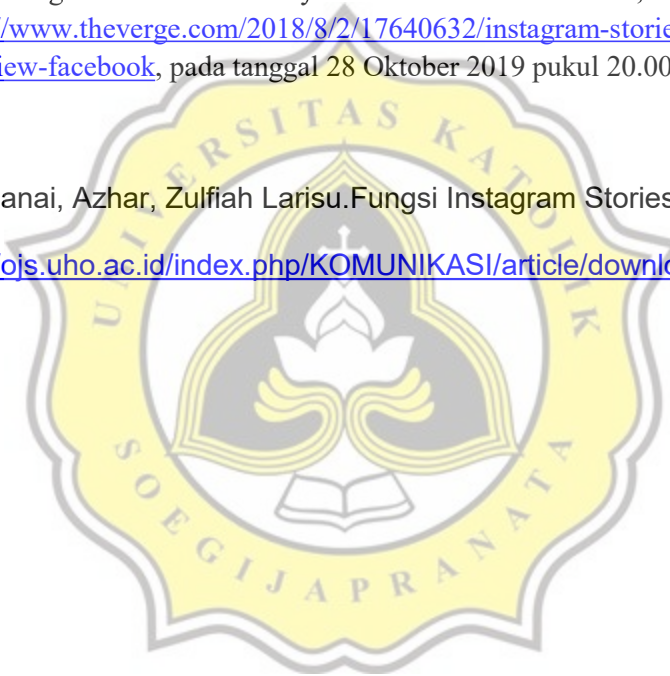 //www.theverge.com/2018/8/2/17640632/instagram-storie
iew-facebook, pada tanggal 28 Oktober 2019 pukul 20.00
anai, Azhar, Zulfiah Larisu.Fungsi Instagram Stories
/ojs.uho.ac.id/index.php/KOMUNIKASI/article/downlo
UNIVERSITAS KATOLIK
SOEGIJAPRANATA